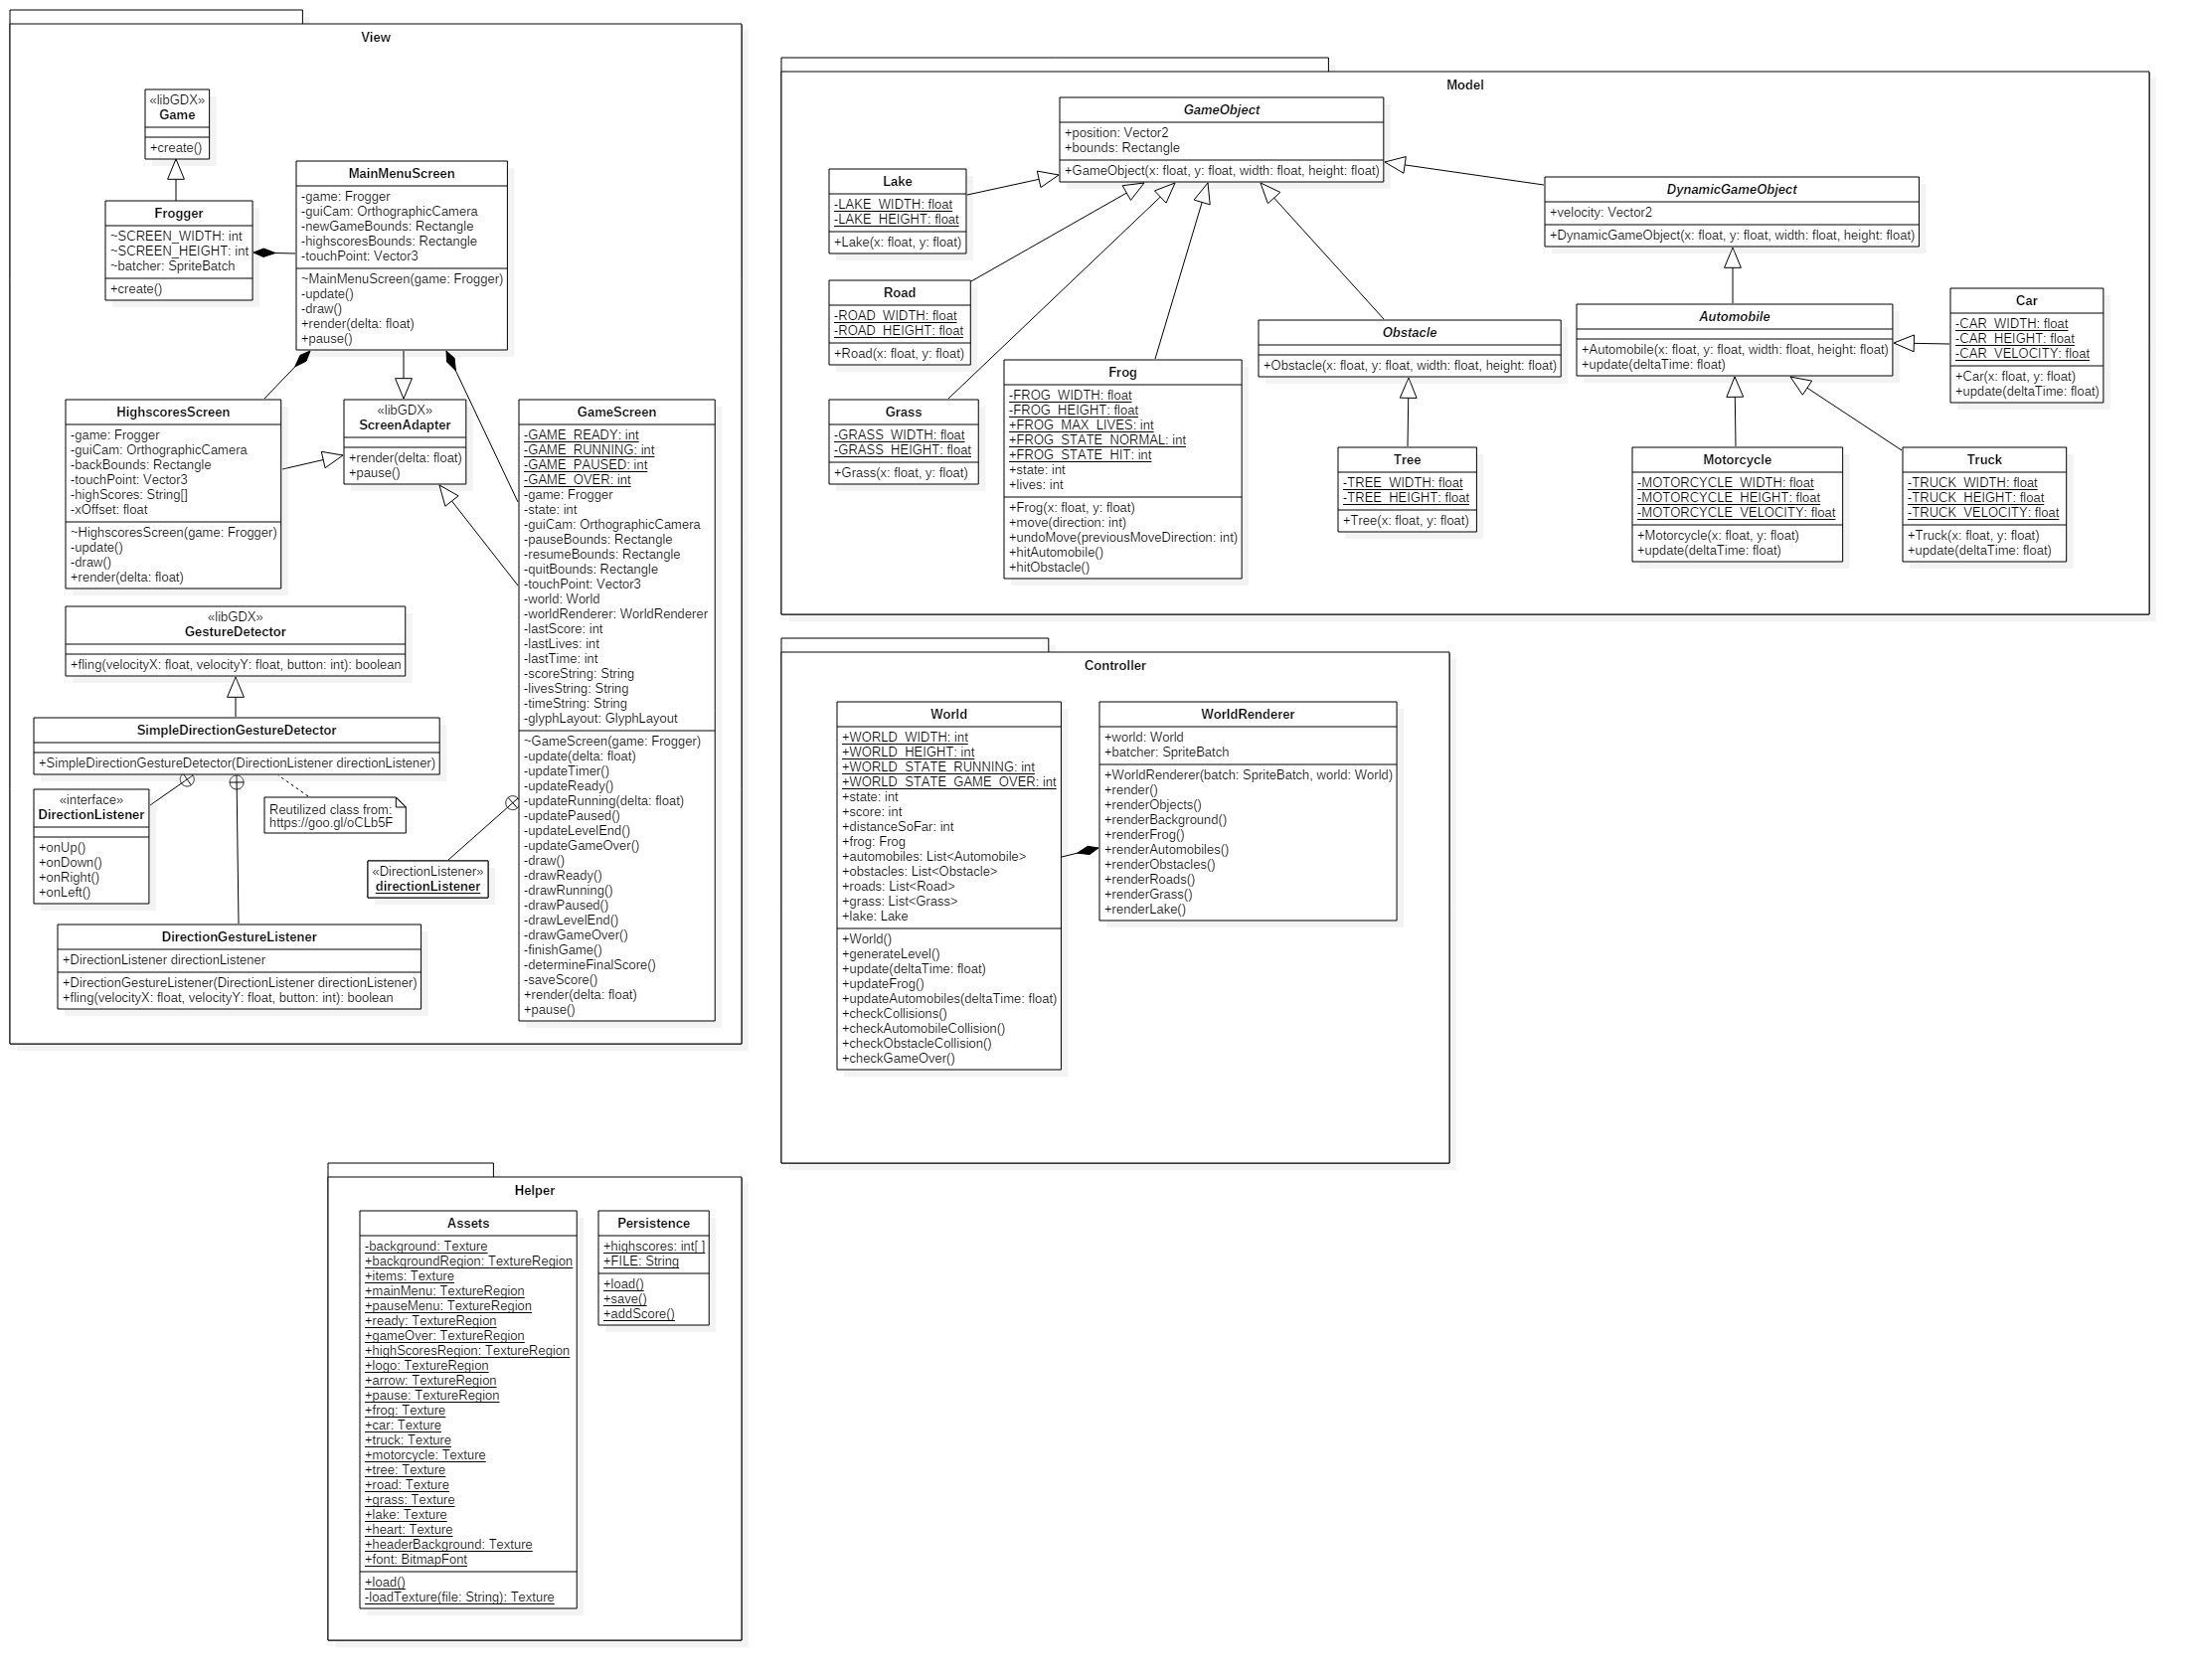 View
«libGDX»
Game
+create()
Frogger
~SCREEN_WIDTH: int
~SCREEN_HEIGHT: int
~batcher: SpriteBatch
+create()
MainMenuScreen
-game: Frogger
-guiCam: OrthographicCamera
-newGameBounds: Rectangle
-highscoresBounds: Rectangle
-touchPoint: Vector3
~MainMenuScreen(game: Frogger)
-update()
-draw()
+render(delta: float)
+pause()
HighscoresScreen
-game: Frogger
-guiCam: OrthographicCamera
-backBounds: Rectangle
-touchPoint: Vector3
-highScores: String[]
-xOffset: float
~HighscoresScreen(game: Frogger)
-update()
-draw()
+render(delta: float)
«libGDX»
ScreenAdapter
+render(delta: float)
+pause()
GameScreen
-GAME_READY: int
-GAME_RUNNING: int
-GAME_PAUSED: int
-GAME_OVER: int
-game: Frogger
-state: int
-guiCam: OrthographicCamera
-pauseBounds: Rectangle
-resumeBounds: Rectangle
-quitBounds: Rectangle
-touchPoint: Vector3
-world: World
-worldRenderer: WorldRenderer
-lastScore: int
-lastLives: int
-lastTime: int
-scoreString: String
-livesString: String
-timeString: String
-glyphLayout: GlyphLayout
~GameScreen(game: Frogger)
-update(delta: float)
-updateTimer()
-updateReady()
-updateRunning(delta: float)
-updatePaused()
-updateLevelEnd()
-updateGameOver()
-draw()
-drawReady()
-drawRunning()
-drawPaused()
-drawLevelEnd()
-drawGameOver()
-finishGame()
-determineFinalScore()
-saveScore()
+render(delta: float)
+pause()
«libGDX»
GestureDetector
+fling(velocityX: float, velocityY: float, button: int): boolean
SimpleDirectionGestureDetector
+SimpleDirectionGestureDetector(DirectionListener directionListener)
«interface»
DirectionListener
+onUp()
+onDown()
+onRight()
+onLeft()
Reutilized class from:
https://goo.gl/oCLb5F
«DirectionListener»
directionListener
DirectionGestureListener
+DirectionListener directionListener
+DirectionGestureListener(DirectionListener directionListener)
+fling(velocityX: float, velocityY: float, button: int): boolean
Model
GameObject
+position: Vector2
+bounds: Rectangle
+GameObject(x: float, y: float, width: float, height: float)
Lake
-LAKE_WIDTH: float
-LAKE_HEIGHT: float
+Lake(x: float, y: float)
Road
-ROAD_WIDTH: float
-ROAD_HEIGHT: float
+Road(x: float, y: float)
Grass
-GRASS_WIDTH: float
-GRASS_HEIGHT: float
+Grass(x: float, y: float)
Frog
-FROG_WIDTH: float
-FROG_HEIGHT: float
+FROG_MAX_LIVES: int
+FROG_STATE_NORMAL: int
+FROG_STATE_HIT: int
+state: int
+lives: int
+Frog(x: float, y: float)
+move(direction: int)
+undoMove(previousMoveDirection: int)
+hitAutomobile()
+hitObstacle()
Obstacle
+Obstacle(x: float, y: float, width: float, height: float)
Tree
-TREE_WIDTH: float
-TREE_HEIGHT: float
+Tree(x: float, y: float)
DynamicGameObject
+velocity: Vector2
+DynamicGameObject(x: float, y: float, width: float, height: float)
Automobile
+Automobile(x: float, y: float, width: float, height: float)
+update(deltaTime: float)
Car
-CAR_WIDTH: float
-CAR_HEIGHT: float
-CAR_VELOCITY: float
+Car(x: float, y: float)
+update(deltaTime: float)
Motorcycle
-MOTORCYCLE_WIDTH: float
-MOTORCYCLE_HEIGHT: float
-MOTORCYCLE_VELOCITY: float
+Motorcycle(x: float, y: float)
+update(deltaTime: float)
Truck
-TRUCK_WIDTH: float
-TRUCK_HEIGHT: float
-TRUCK_VELOCITY: float
+Truck(x: float, y: float)
+update(deltaTime: float)
Controller
World
+WORLD_WIDTH: int
+WORLD_HEIGHT: int
+WORLD_STATE_RUNNING: int
+WORLD_STATE_GAME_OVER: int
+state: int
+score: int
+distanceSoFar: int
+frog: Frog
+automobiles: List<Automobile>
+obstacles: List<Obstacle>
+roads: List<Road>
+grass: List<Grass>
+lake: Lake
+World()
+generateLevel()
+update(deltaTime: float)
+updateFrog()
+updateAutomobiles(deltaTime: float)
+checkCollisions()
+checkAutomobileCollision()
+checkObstacleCollision()
+checkGameOver()
WorldRenderer
+world: World
+batcher: SpriteBatch
+WorldRenderer(batch: SpriteBatch, world: World)
+render()
+renderObjects()
+renderBackground()
+renderFrog()
+renderAutomobiles()
+renderObstacles()
+renderRoads()
+renderGrass()
+renderLake()
Helper
Assets
-background: Texture
+backgroundRegion: TextureRegion
+items: Texture
+mainMenu: TextureRegion
+pauseMenu: TextureRegion
+ready: TextureRegion
+gameOver: TextureRegion
+highScoresRegion: TextureRegion
+logo: TextureRegion
+arrow: TextureRegion
+pause: TextureRegion
+frog: Texture
+car: Texture
+truck: Texture
+motorcycle: Texture
+tree: Texture
+road: Texture
+grass: Texture
+lake: Texture
+heart: Texture
+headerBackground: Texture
+font: BitmapFont
+load()
-loadTexture(file: String): Texture
Persistence
+highscores: int[ ]
+FILE: String
+load()
+save()
+addScore()